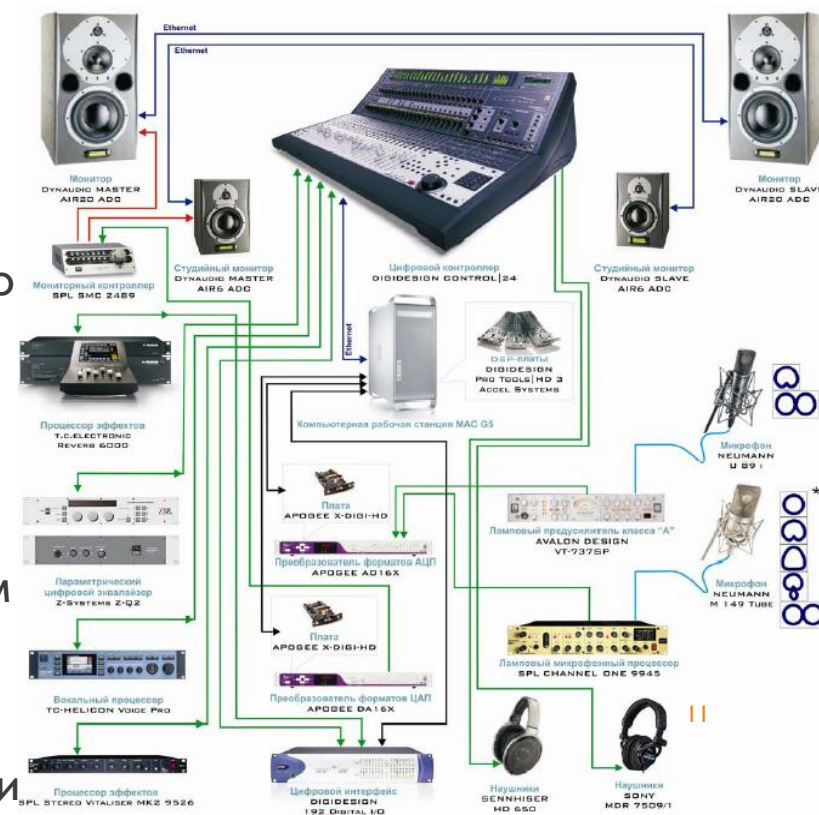 Ethernet
Ethernet
Монитор
DYNAUDIO MASTER
AIR20 ADC
Монитор
DYNAUDIO SLAVE
AIR20 ADC
Мониторный контроллер
SPL SMC 2489
Студийный монитор
DYNAUDIO MASTER
AIR6 ADC
Цифровой контроллер
DIGIDESIGN CONTROL|24
Студийный монитор
DYNAUDIO SLAVE
AIR6 ADC
о
Ethernet
D.S.P-платы
DIGIDESIGN
PRO TOOLS|HD 3
ACCEL SYSTEMS
Процессор эффектов
T.C.ELECTRONIC
REVERB 6000
Компьютерная рабочая станция MAC G5
Микрофон
NEUMANN
U 89 I
Плата
APOGEE X-DIGI-HD
Преобразователь форматов АЦП
APOGEE AD16X
Ламповый предусилитель класса "А"
AVALON DESIGN
VT-737SP
*
Параметрический
цифровой эквалайзер
Z-SYSTEMS Z-Q2
м
Микрофон
NEUMANN
M 149 TUBE
Плата
APOGEE X-DIGI-HD
Ламповый микрофонный процессор
SPL CHANNEL ONE 9945
Вокальный процессор
TC-HELICON VOICE PRO
Преобразователь форматов ЦАП
APOGEE DA16X
11
и
Процессор эффектов
SPL STEREO VITALISER MK2 9526
Цифровой интерфейс
DIGIDESIGN
192 DIGITAL I/O
Наушники
SENNHISER
HD 650
Наушники
SONY
MDR 7509/1